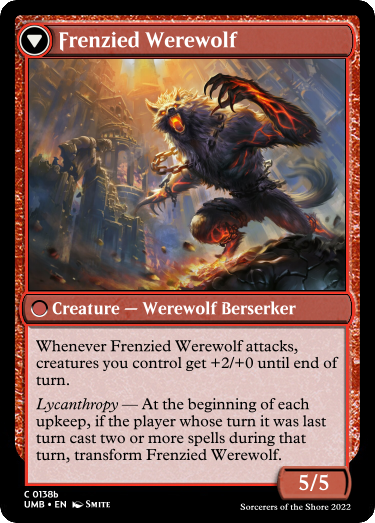 Frenzied Werewolf
Creature — Werewolf Berserker
Whenever Frenzied Werewolf attacks,
creatures you control get +2/+0 until end of
turn.
Lycanthropy — At the beginning of each
upkeep, if the player whose turn it was last
turn cast two or more spells during that
turn, transform Frenzied Werewolf.
5/5
C 0138b
UMB • EN SMITE
Sorcerers of the Shore 2022